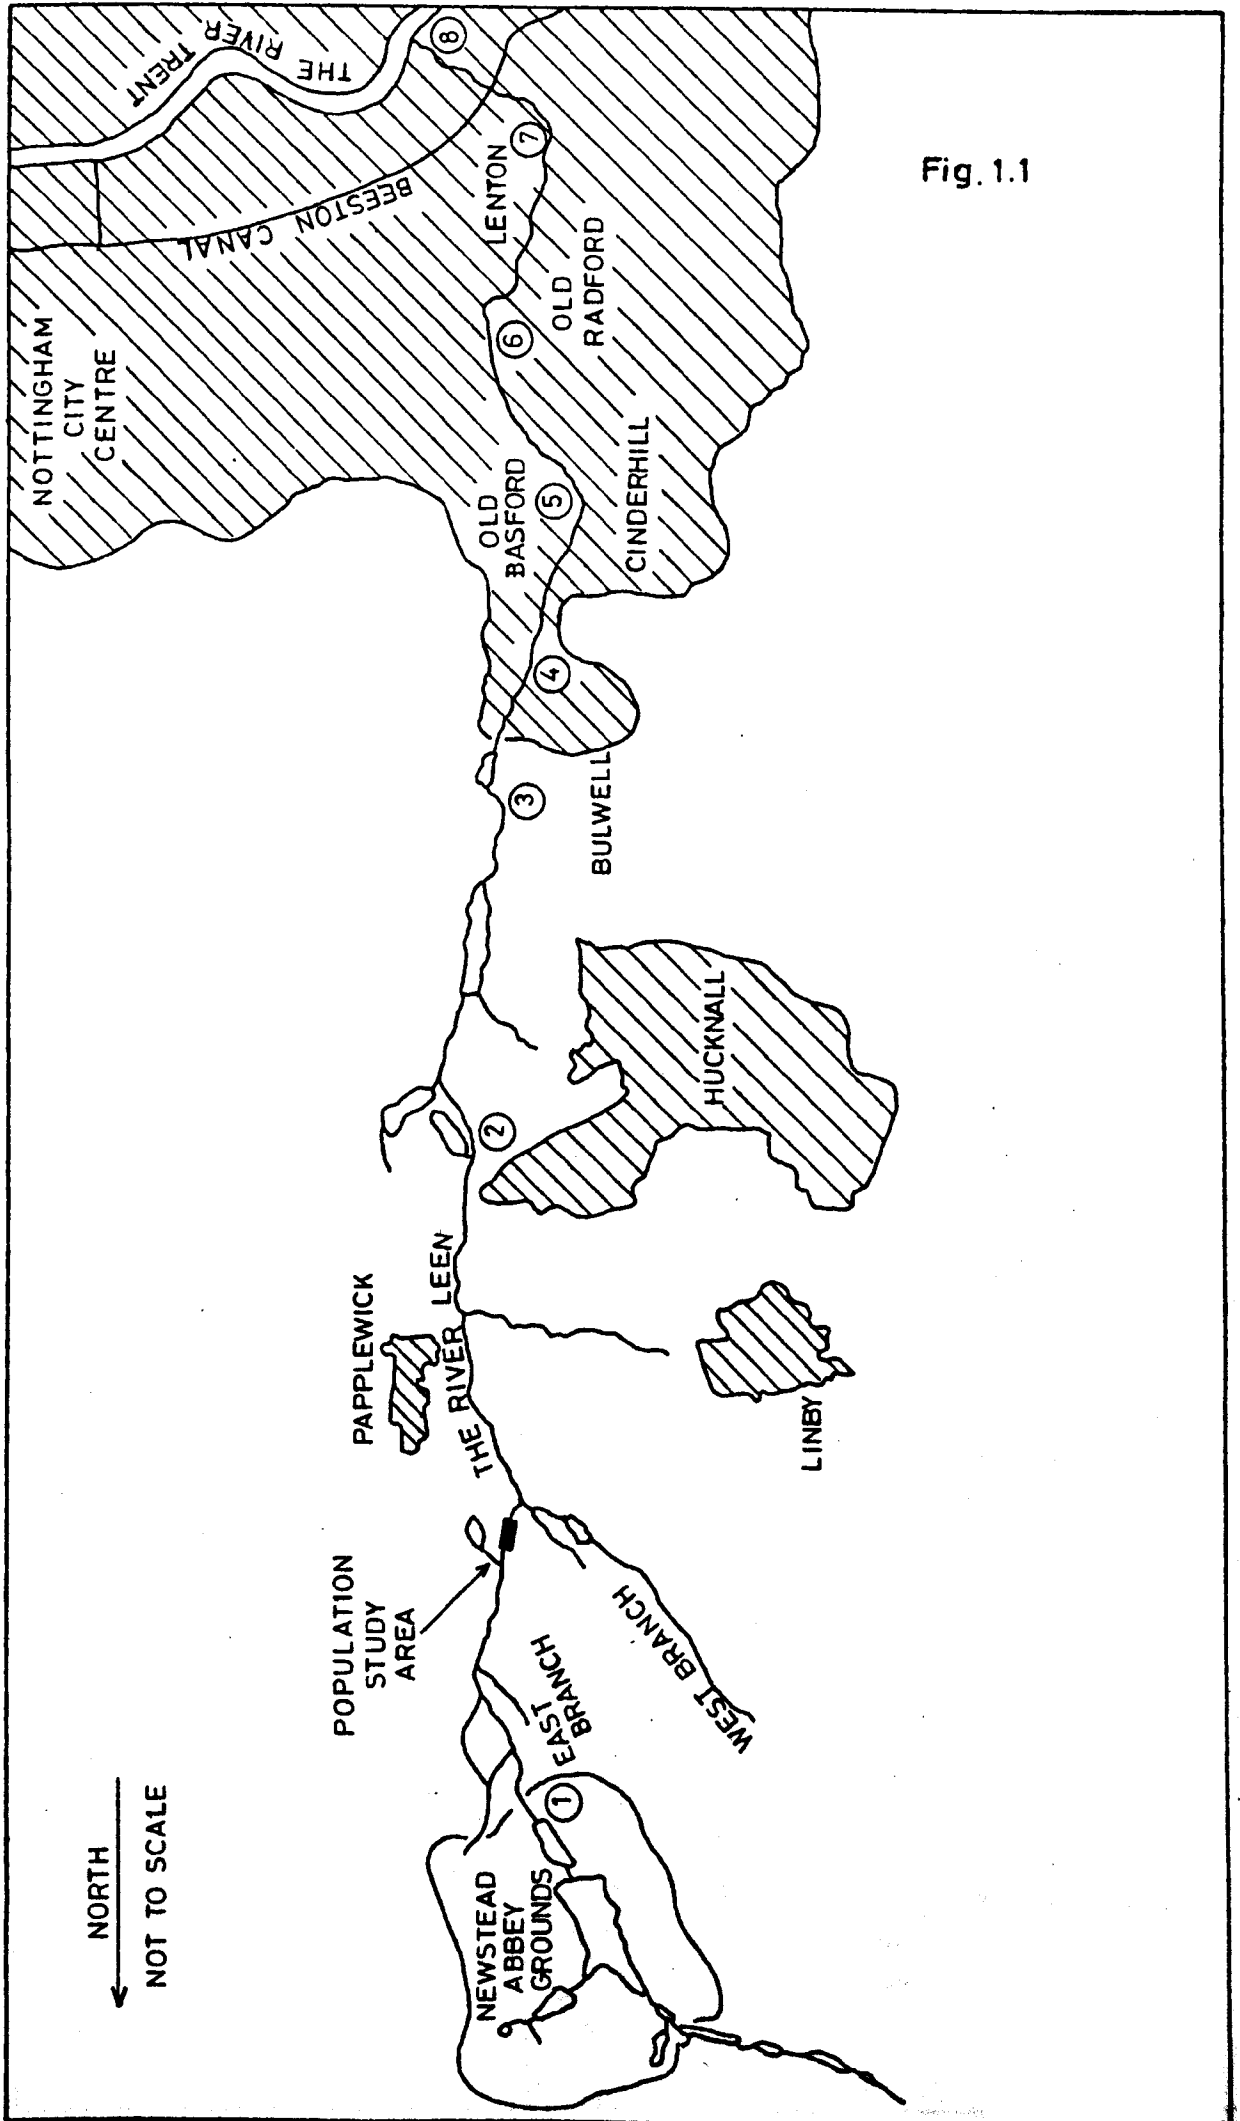 Fig. 1.1
NORTH
NOT TO SCALE
NEWSTEAD
ABBEY
GROUNDS
1
EAST
BRANCH
WEST BRANCH
POPULATION
STUDY
AREA
PAPPLEWICK
THE RIVER LEEN
LINBY
2
HUCKNALL
3
BULWELL
4
OLD
BASFORD
5
CINDERHILL
6
OLD
RADFORD
LENTON
7
8
NOTTINGHAM
CITY
CENTRE
BEESTON CANAL
THE RIVER
TRENT